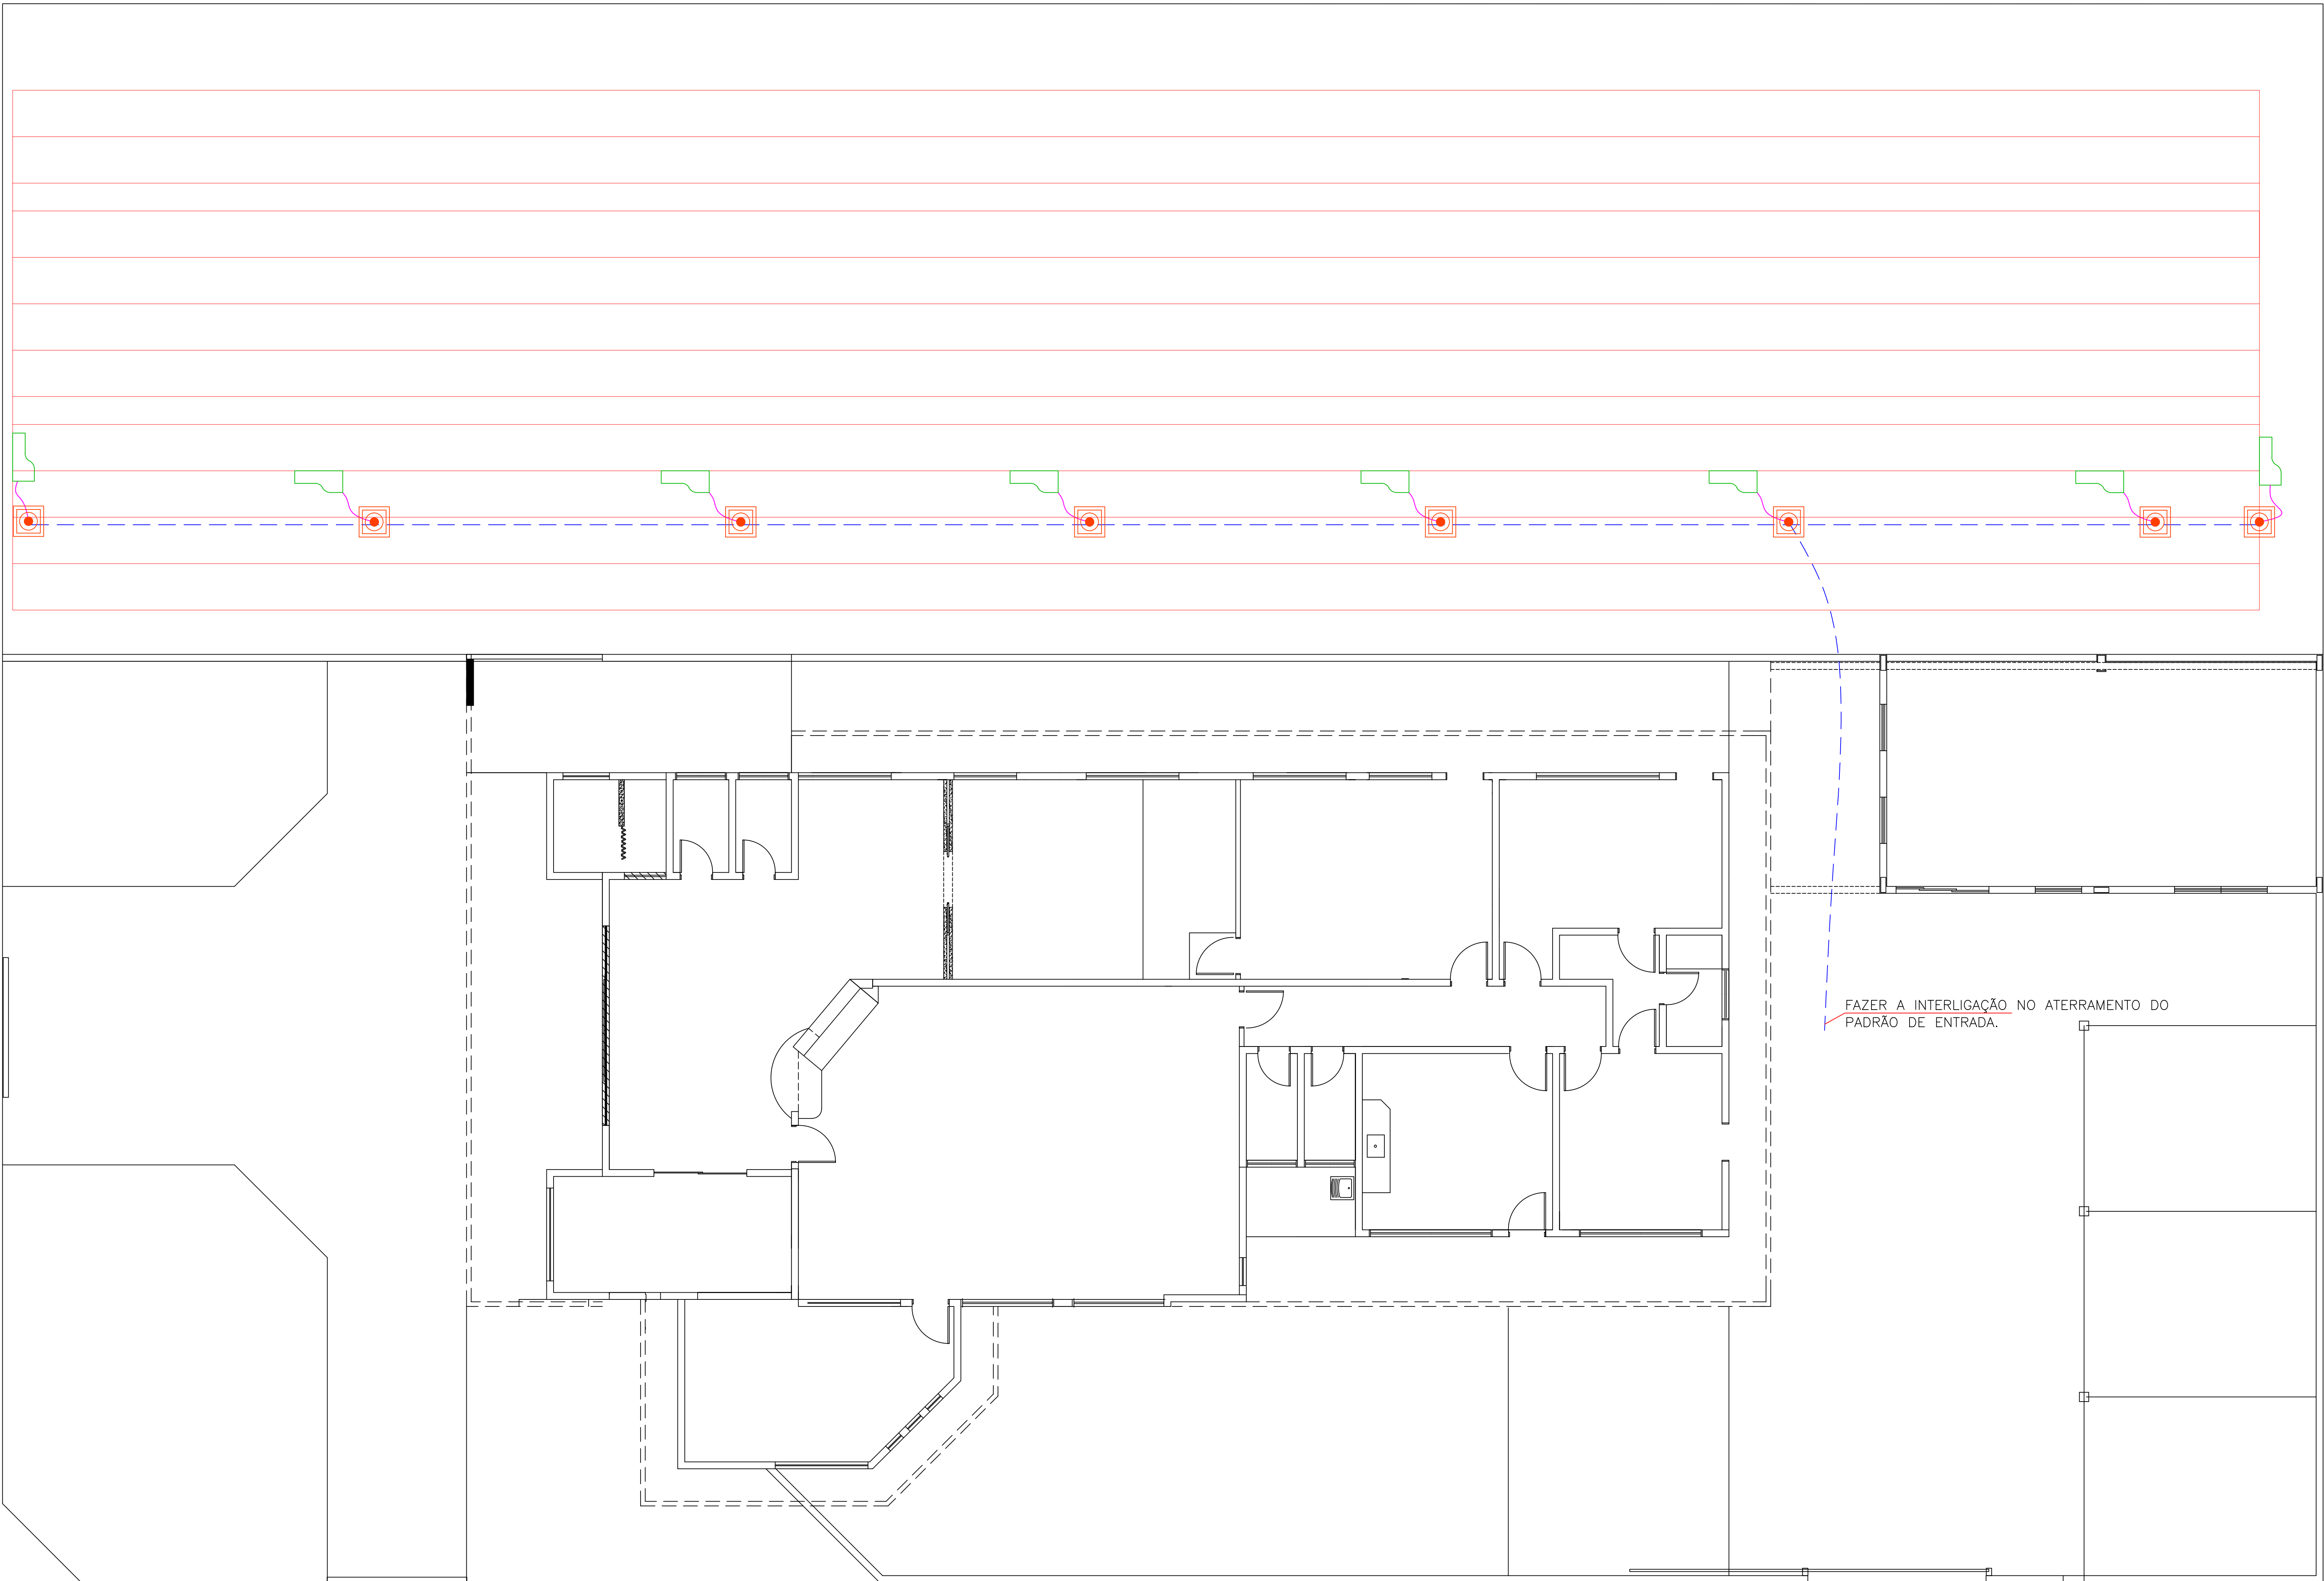 FAZER A INTERLIGAÇÃO NO ATERRAMENTO DO
PADRÃO DE ENTRADA.